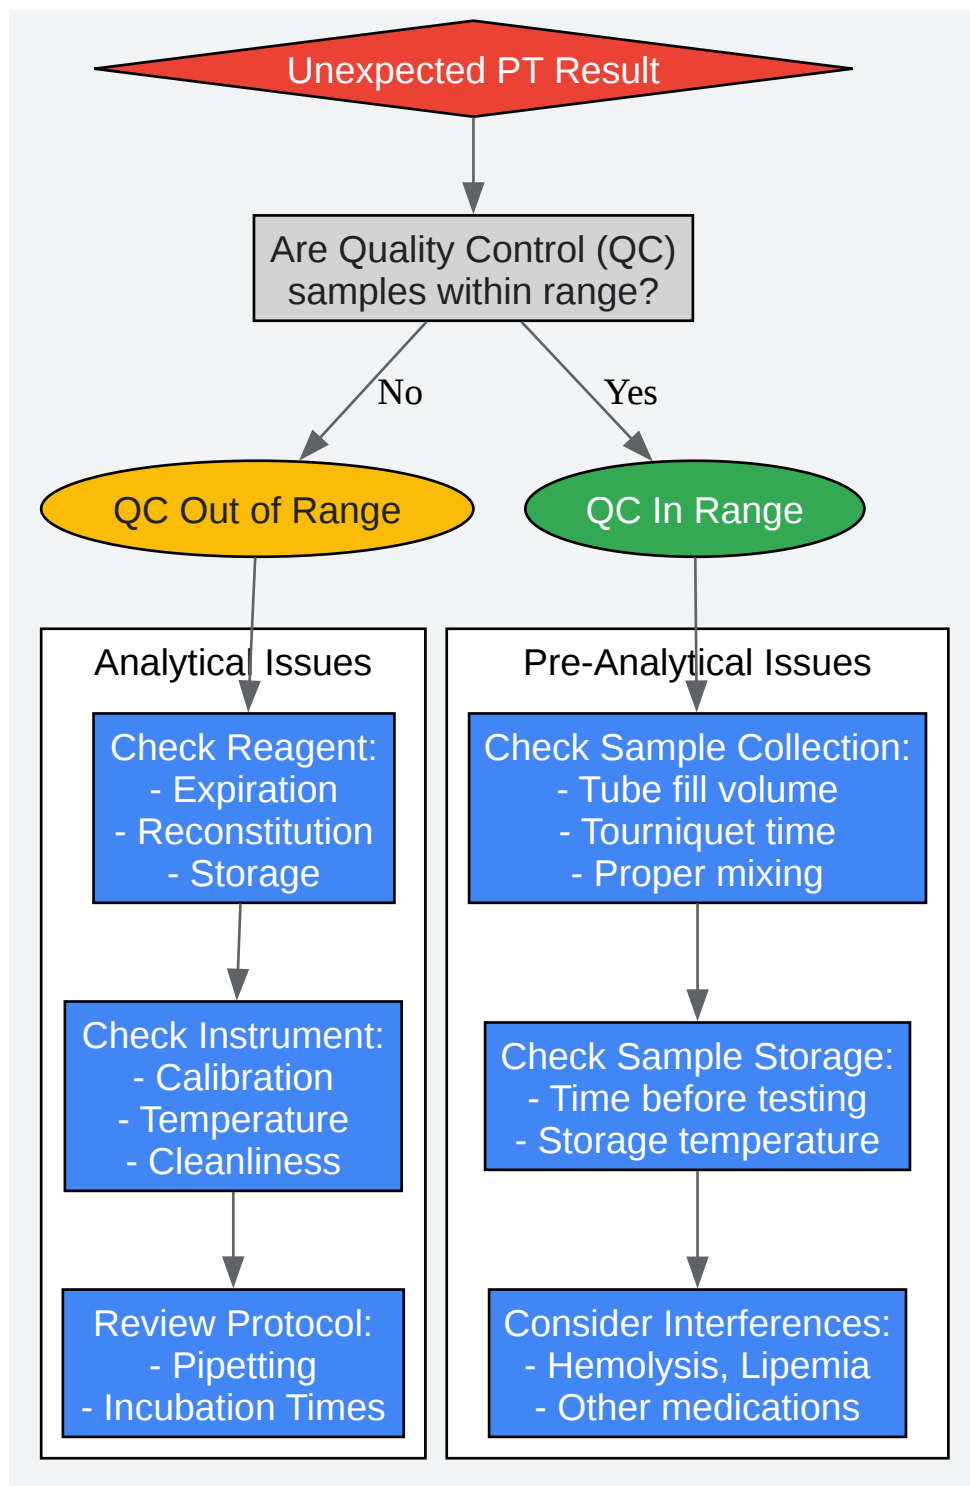 Unexpected PT Result
Are Quality Control (QC)
samples within range?
No
Yes
QC Out of Range
QC In Range
Analytical Issues
Check Reagent:
- Expiration
- Reconstitution
- Storage
Check Instrument:
- Calibration
- Temperature
- Cleanliness
Review Protocol:
- Pipetting
- Incubation Times
Pre-Analytical Issues
Check Sample Collection:
- Tube fill volume
- Tourniquet time
- Proper mixing
Check Sample Storage:
- Time before testing
- Storage temperature
Consider Interferences:
- Hemolysis, Lipemia
- Other medications